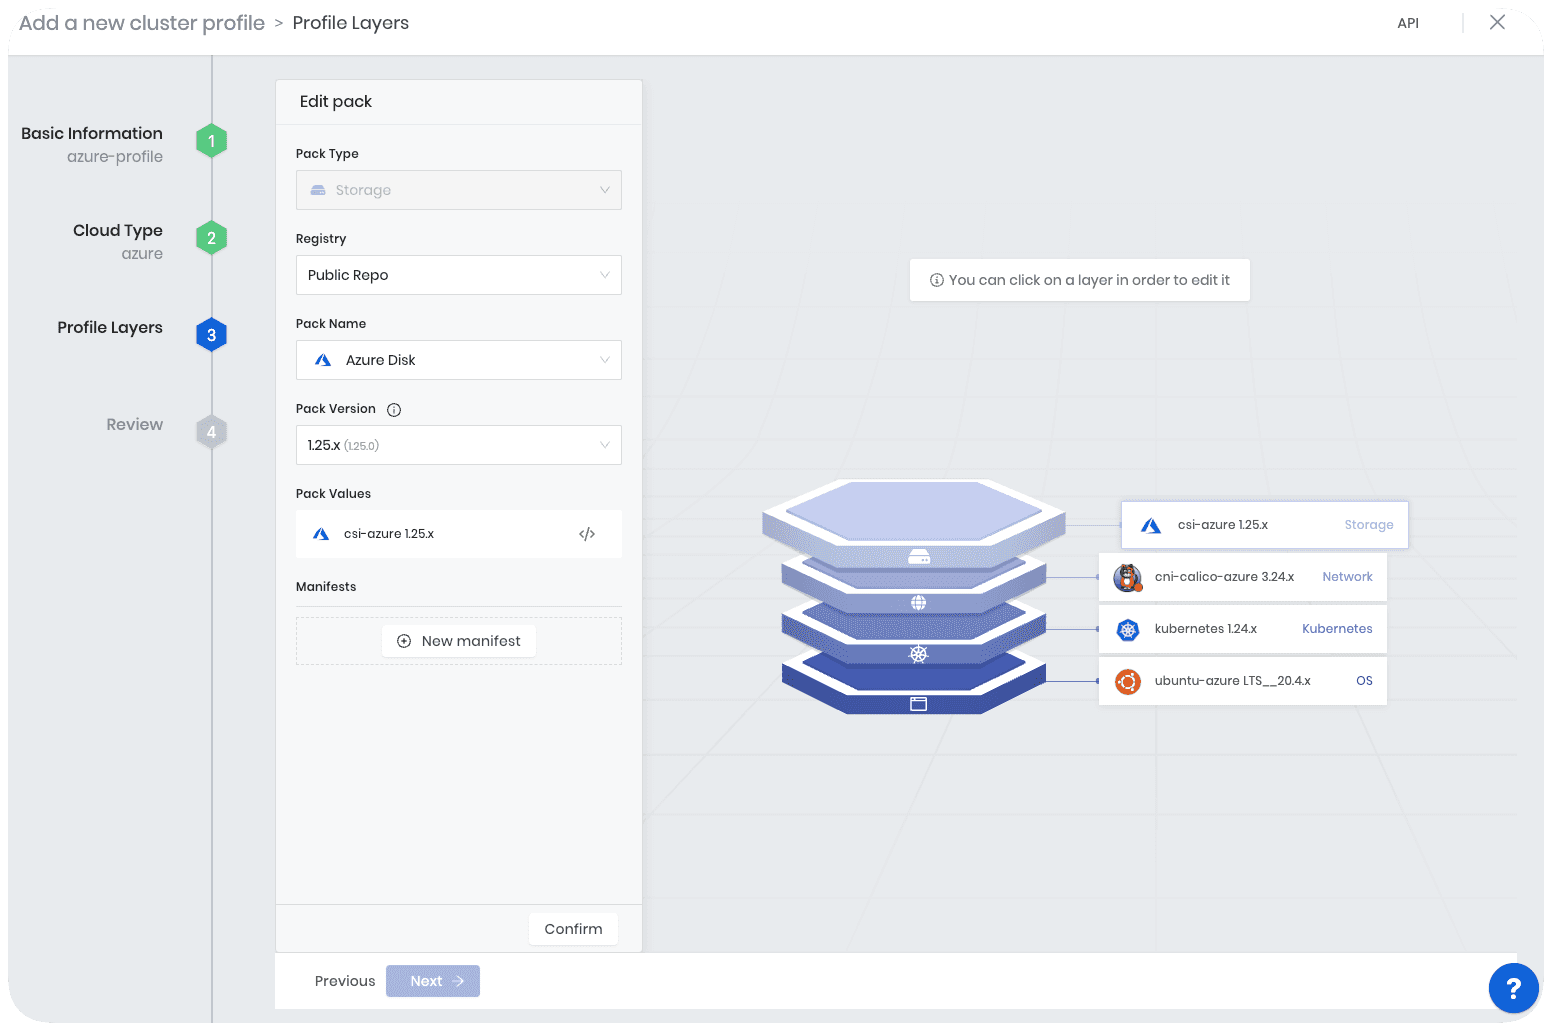 Add a new cluster profile > Profile Layers
API
Basic Information
azure-profile
1
Cloud Type
azure
2
Profile Layers
3
Review
4
Edit pack
Pack Type
Storage
Registry
Public Repo
Pack Name
Azure Disk
Pack Version
1.25.x (1.25.0)
Pack Values
csi-azure 1.25.x
</>
Manifests
New manifest
Confirm
Previous
Next
You can click on a layer in order to edit it
csi-azure 1.25.x Storage
cni-calico-azure 3.24.x Network
kubernetes 1.24.x Kubernetes
ubuntu-azure LTS__20.4.x OS
?